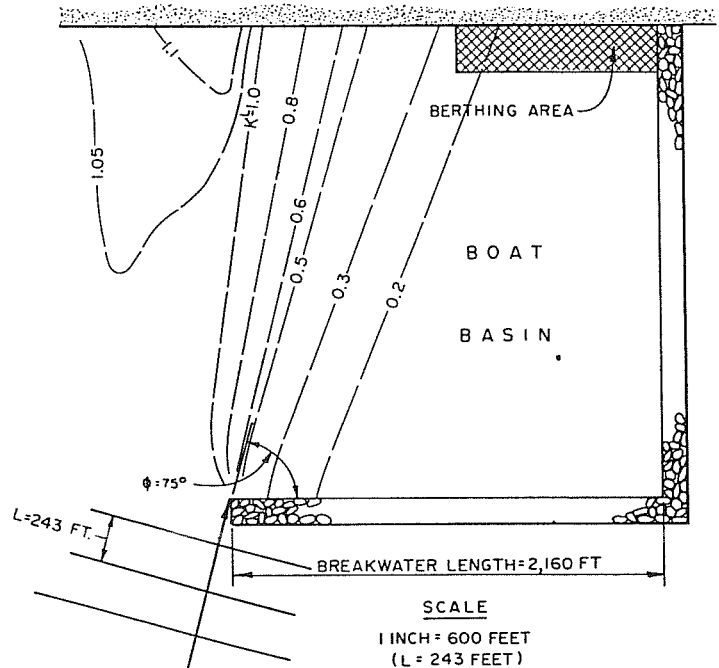 1.1
1.05
K'=1.0
0.8
0.6
0.5
0.3
0.2
BERTHING AREA
BOAT
BASIN
ϕ=75°
L=243 FT.
BREAKWATER LENGTH=2,160 FT
SCALE
1 INCH = 600 FEET
(L = 243 FEET)